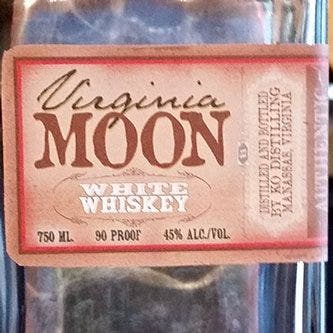 Virginia
MOON
WHITE
WHISKEY
750 ML. 90 PROOF 45% ALC./VOL.
DISTILLED AND BOTTLED
BY KO DISTILLING
MANASSAS, VIRGINIA
AUTHENTIC